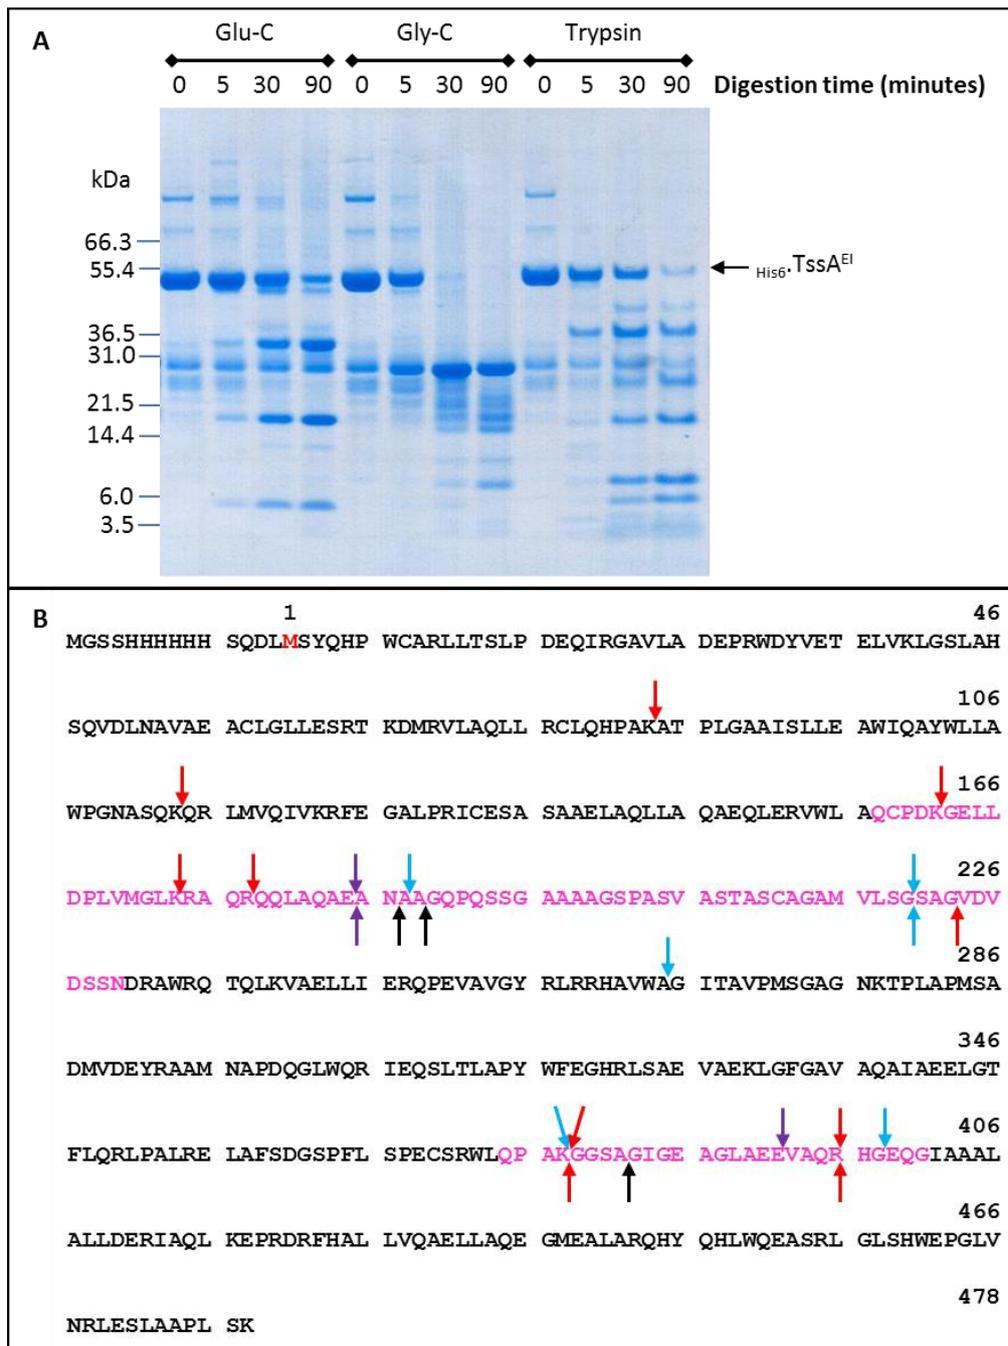 A
Glu-C Gly-C Trypsin
0 5 30 90 0 5 30 90 0 5 30 90 Digestion time (minutes)
kDa
66.3
55.4
His6.TssAEI
36.5
31.0
21.5
14.4
6.0
3.5
B
1 46
MGSSHHHHHH SQDLMSYQHP WCARLLTSLP DEQIRGAVLA DEPRWDYVET ELVKLGSLAH
106
SQVDLNAVAE ACLGLLESRT KDMRVLAQLL RCLQHPAKAT PLGAAISLLE AWIQAYWLLA
166
WPGNASQKQR LMVQIVKRFE GALPRICESA SAAELAQLLA QAEQLERVWL AQCPDKGELL
226
DPLVMGLKRA QRQQLAQAEA NAAGQPQSSG AAAAGSPASV ASTASCAGAM VLSGSAGVDV
286
DSSNDRAWRQ TQLKVAELLI ERQPEVAVGY RLRRHAVWAG ITAVPMSGAG NKTPLAPMSA
346
DMVDEYRAAM NAPDQGLWQR IEQSLTLAPY WFEGHRLSAE VAEKLGFGAV AQAIAEELGT
406
FLQRLPALRE LAFSDGSPFL SPECSRWLQP AKGGSAGIGE AGLAEEVAQR HGEQGIAAAL
466
ALLDERIAQL KEPRDRFHAL LVQAELLAQE GMEALARQHY QHLWQEASRL GLSHWEPGLV
478
NRLESLAAPL SK